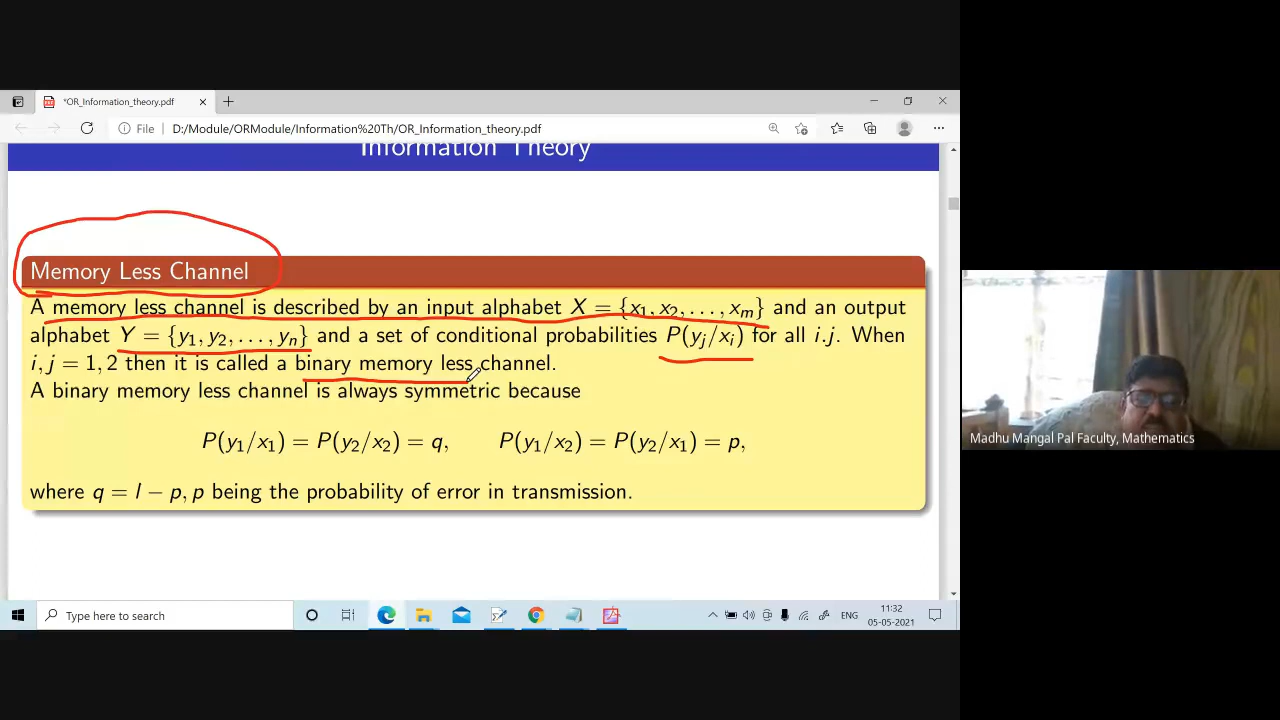 *OR_Information_theory.pdf
File D:/Module/ORModule/Information%20Th/OR_Information_theory.pdf
Information Theory
Memory Less Channel
A memory less channel is described by an input alphabet X = {x₁, x₂, . . . , xₘ} and an output
alphabet Y = {y₁, y₂, . . . , yₙ} and a set of conditional probabilities P(yⱼ/xᵢ) for all i.j. When
i, j = 1, 2 then it is called a binary memory less channel.
A binary memory less channel is always symmetric because
P(y₁/x₁) = P(y₂/x₂) = q, P(y₁/x₂) = P(y₂/x₁) = p,
where q = l − p, p being the probability of error in transmission.
Madhu Mangal Pal Faculty, Mathematics
Type here to search
ENG
11:32
05-05-2021